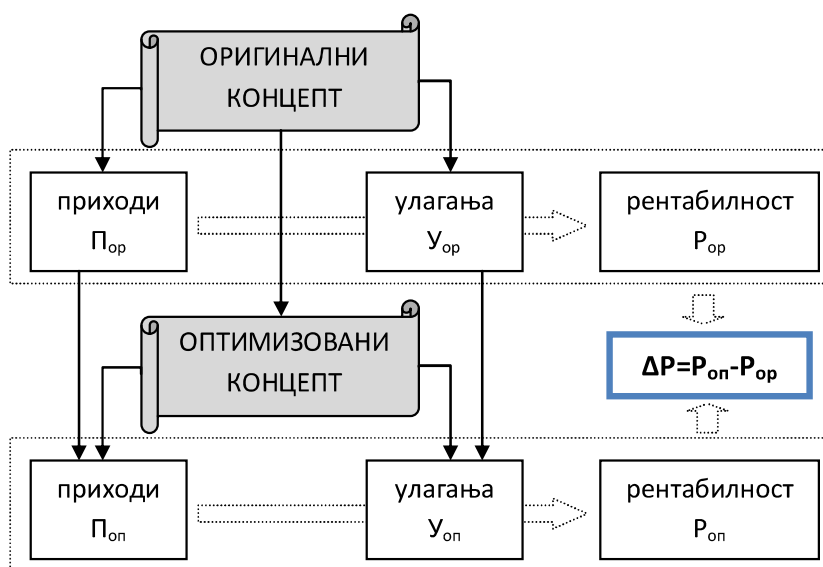 ОРИГИНАЛНИ
КОНЦЕПТ
приходи
Пор
улагања
Уор
рентабилност
Рор
ОПТИМИЗОВАНИ
КОНЦЕПТ
ΔР=Роп-Рор
приходи
Поп
улагања
Уоп
рентабилност
Роп